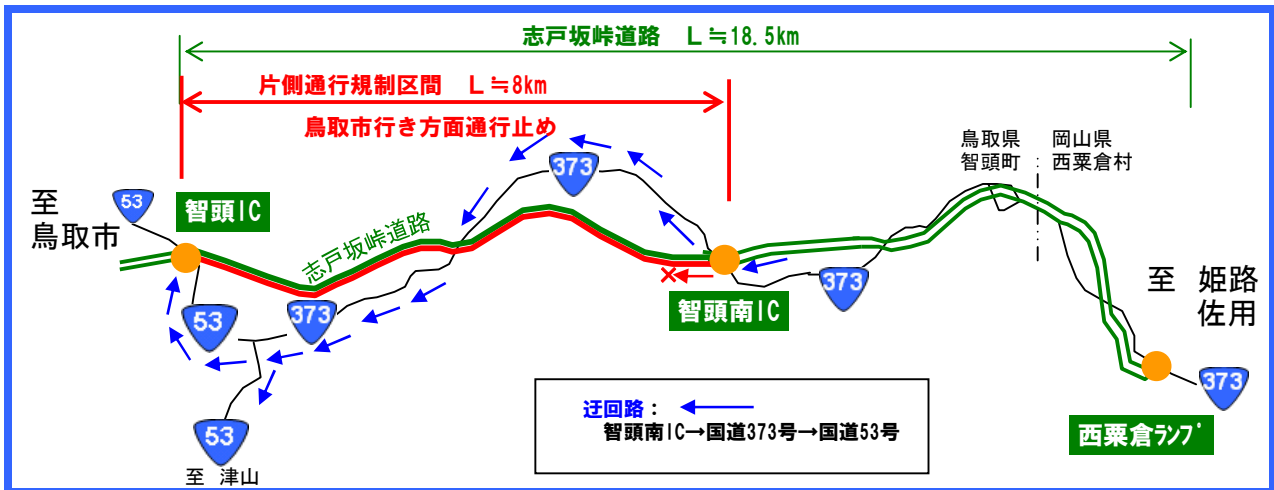 志戸坂峠道路 L≒18.5km
片側通行規制区間 L≒8km
鳥取市行き方面通行止め
鳥取県
智頭町
岡山県
西粟倉村
373
53
智頭IC
至
鳥取市
志戸坂峠道路
至 姫路
佐用
373
智頭南IC
53
373
373
迂回路：
智頭南IC→国道373号→国道53号
西粟倉ランプ
53
至 津山